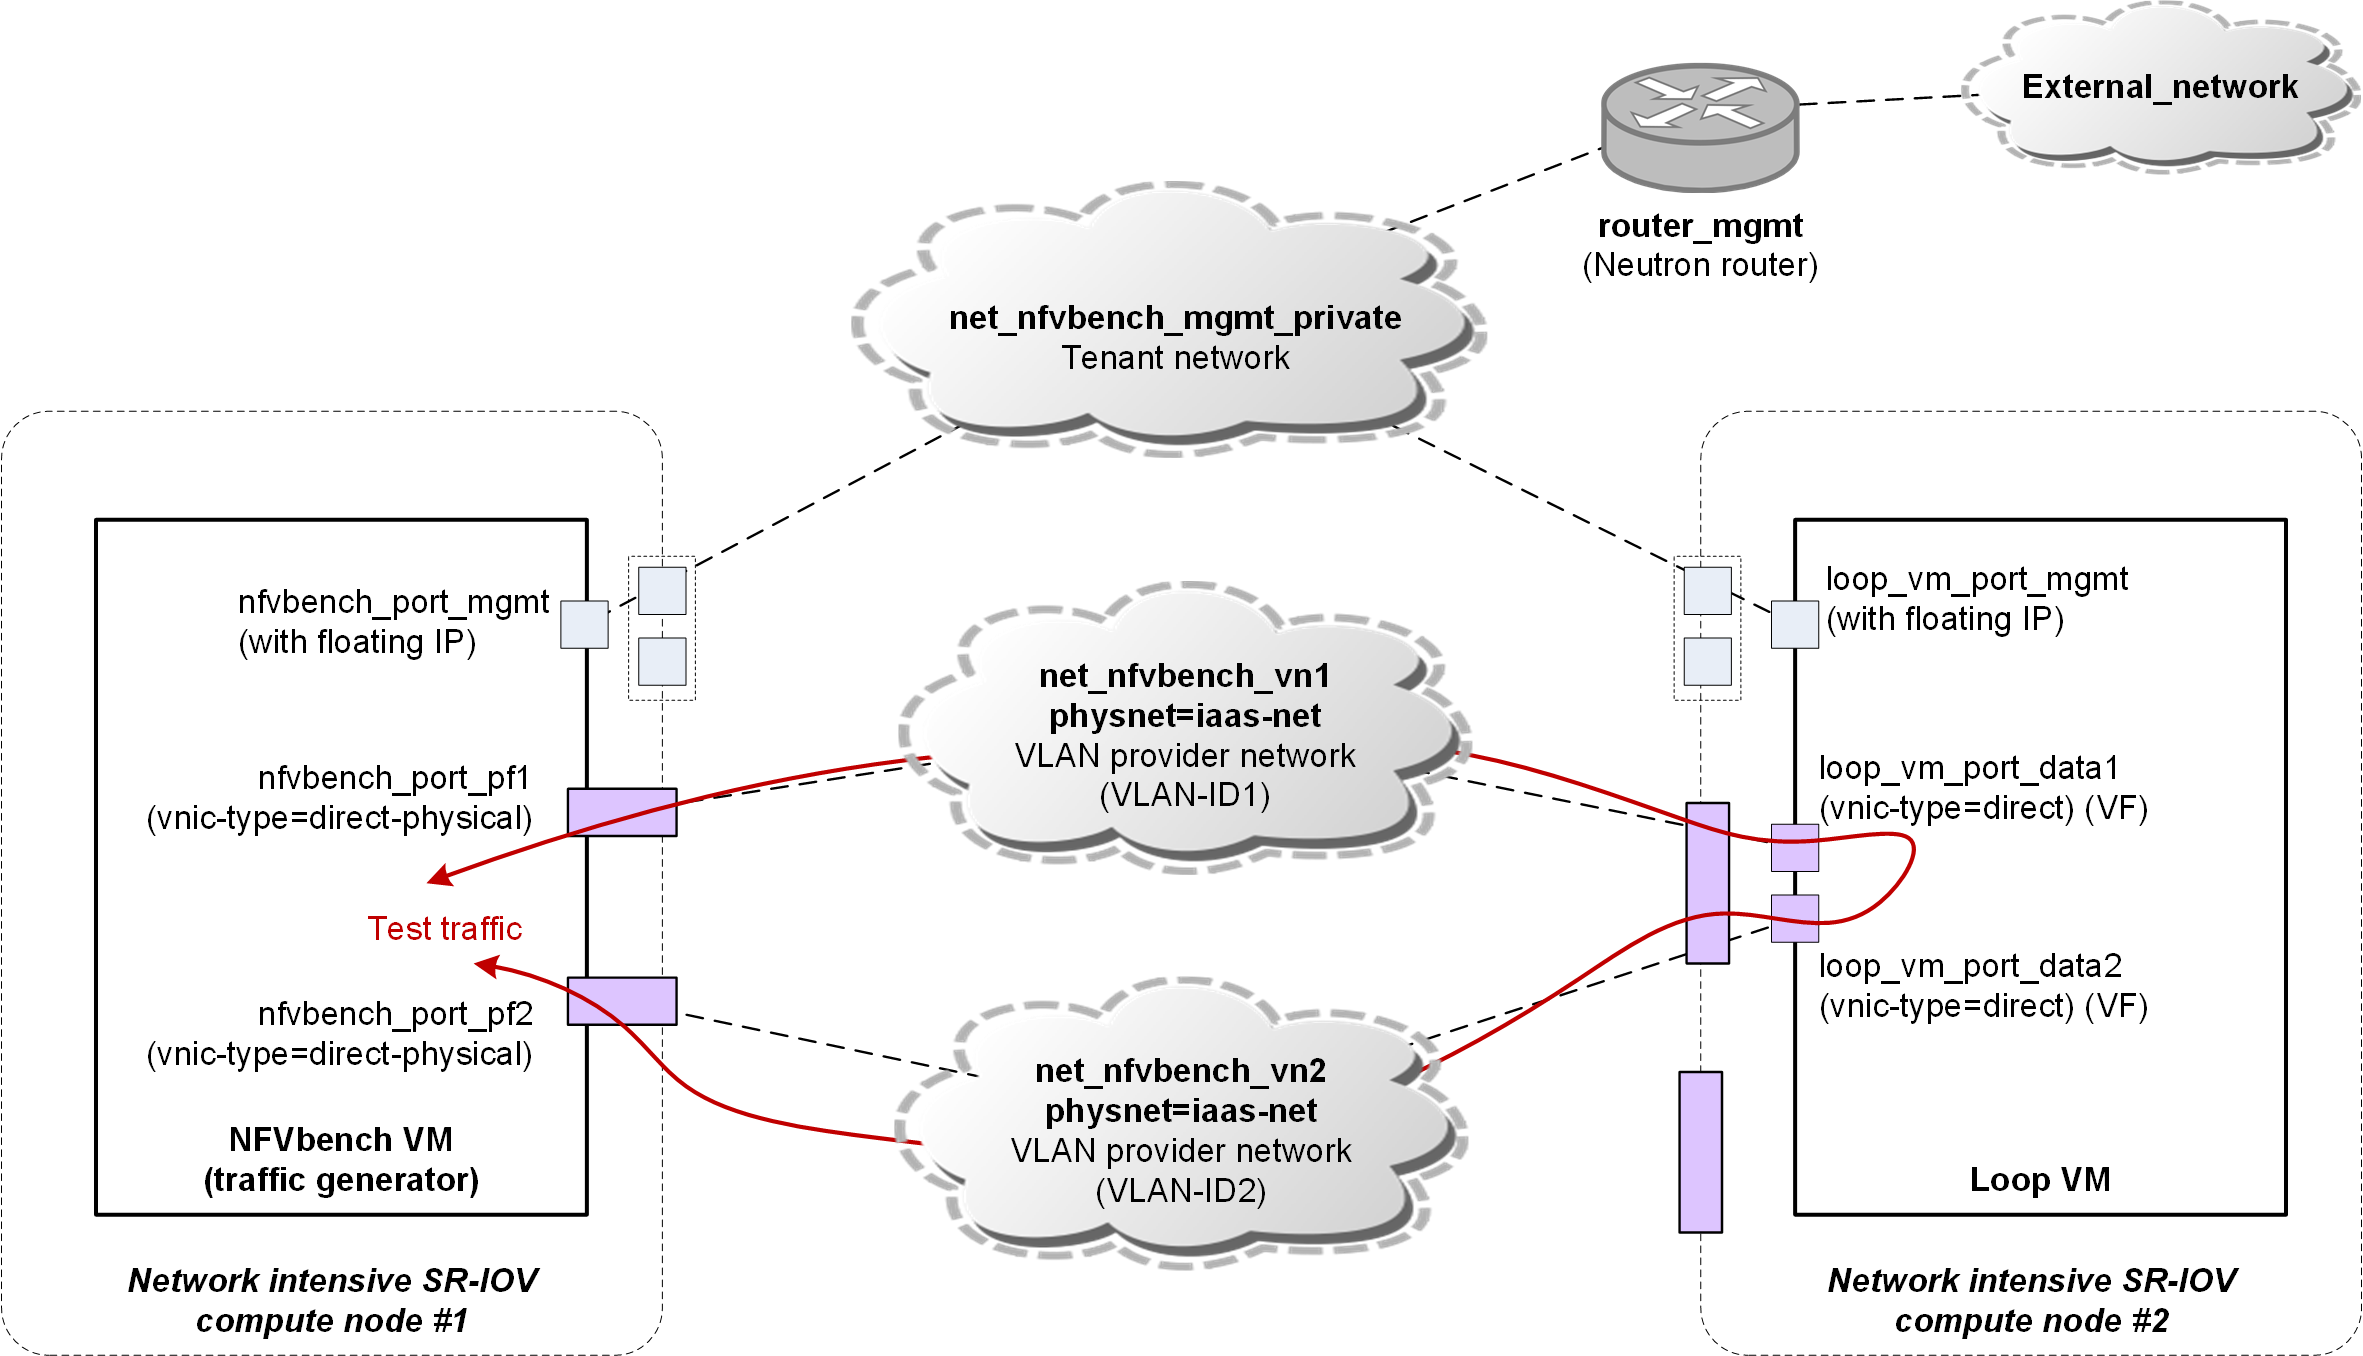 External_network
router_mgmt
(Neutron router)
net_nfvbench_mgmt_private
Tenant network
nfvbench_port_mgmt
(with floating IP)
loop_vm_port_mgmt
(with floating IP)
net_nfvbench_vn1
physnet=iaas-net
VLAN provider network
(VLAN-ID1)
nfvbench_port_pf1
(vnic-type=direct-physical)
loop_vm_port_data1
(vnic-type=direct) (VF)
Test traffic
nfvbench_port_pf2
(vnic-type=direct-physical)
loop_vm_port_data2
(vnic-type=direct) (VF)
net_nfvbench_vn2
physnet=iaas-net
VLAN provider network
(VLAN-ID2)
NFVbench VM
(traffic generator)
Loop VM
Network intensive SR-IOV
compute node #1
Network intensive SR-IOV
compute node #2